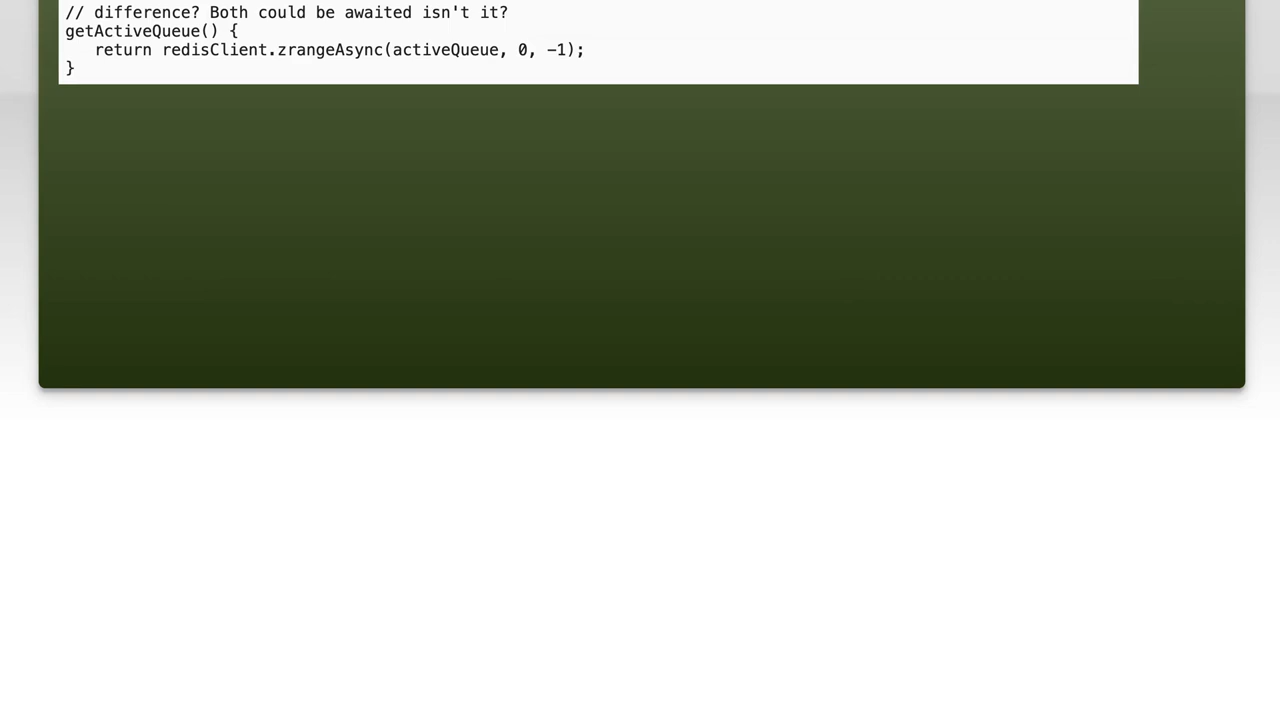 // difference? Both could be awaited isn't it?
getActiveQueue() {
   return redisClient.zrangeAsync(activeQueue, 0, -1);
}